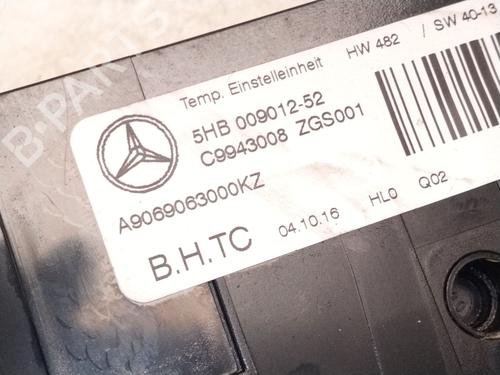 Temp. Einstelleinheit HW 482 / SW 40-13
5HB 009012-52
C9943008 ZGS001
A9069063000KZ
B.H.TC 04.10.16 HL0 Q02
B-PARTS